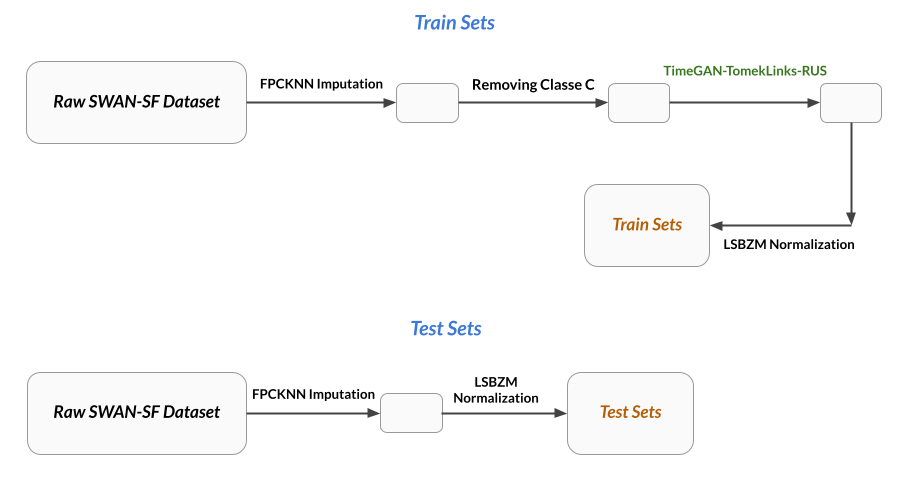 Train Sets
Raw SWAN-SF Dataset
FPCKNN Imputation
Removing Classe C
TimeGAN-TomekLinks-RUS
Train Sets
LSBZM Normalization
Test Sets
Raw SWAN-SF Dataset
FPCKNN Imputation
LSBZM
Normalization
Test Sets